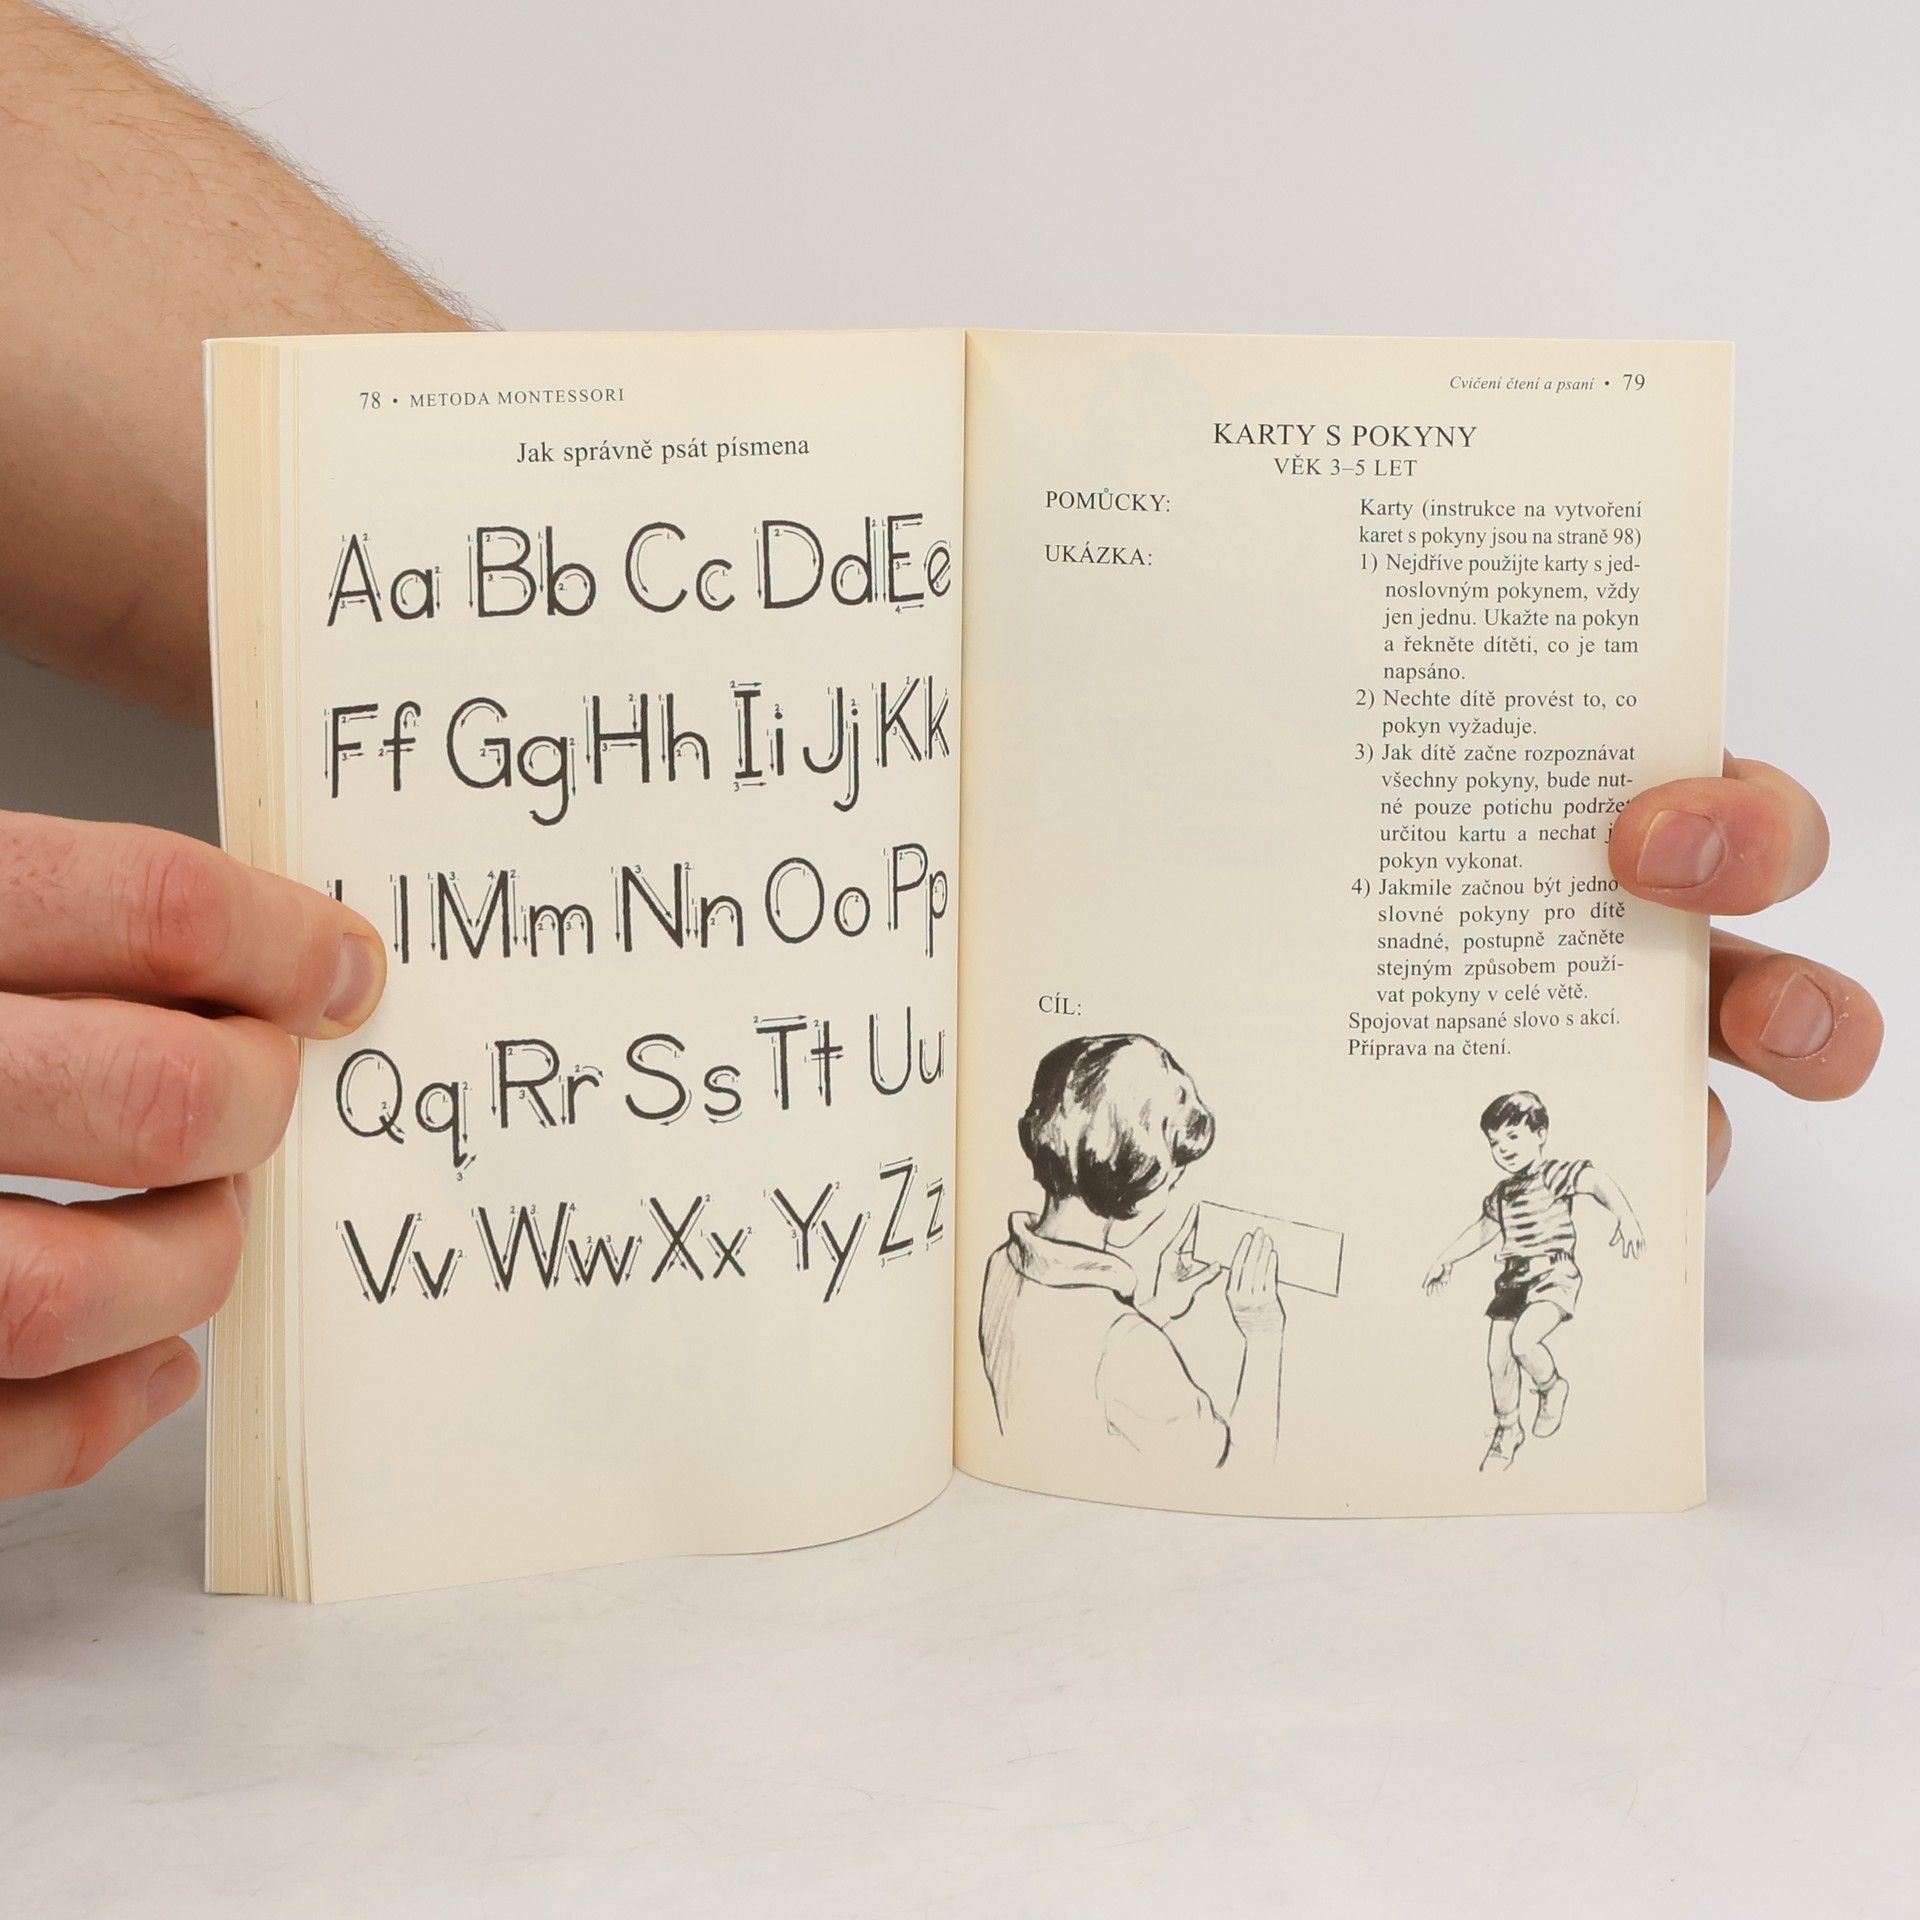 78 • METODA MONTESSORI
Jak správně psát písmena
Aa Bb Cc Dd Ee
Ff Gg Hh Ii Jj Kk
l Mm Nn Oo Pp
Qq Rr Ss Tt Uu
Vv Ww Xx Yy Zz
Cvičení čtení a psaní • 79
KARTY S POKYNY
VĚK 3–5 LET
POMŮCKY:
Karty (instrukce na vytvoření
karet s pokyny jsou na straně 98)
UKÁZKA:
1) Nejdříve použijte karty s jed-
noslovným pokynem, vždy
jen jednu. Ukažte na pokyn
a řekněte dítěti, co je tam
napsáno.
2) Nechte dítě provést to, co
pokyn vyžaduje.
3) Jak dítě začne rozpoznávat
všechny pokyny, bude nut-
né pouze potichu podržet
určitou kartu a nechat
pokyn vykonat.
4) Jakmile začnou být jedno-
slovné pokyny pro dítě
snadné, postupně začněte
stejným způsobem použí-
vat pokyny v celé větě.
CÍL:
Spojovat napsané slovo s akcí.
Příprava na čtení.